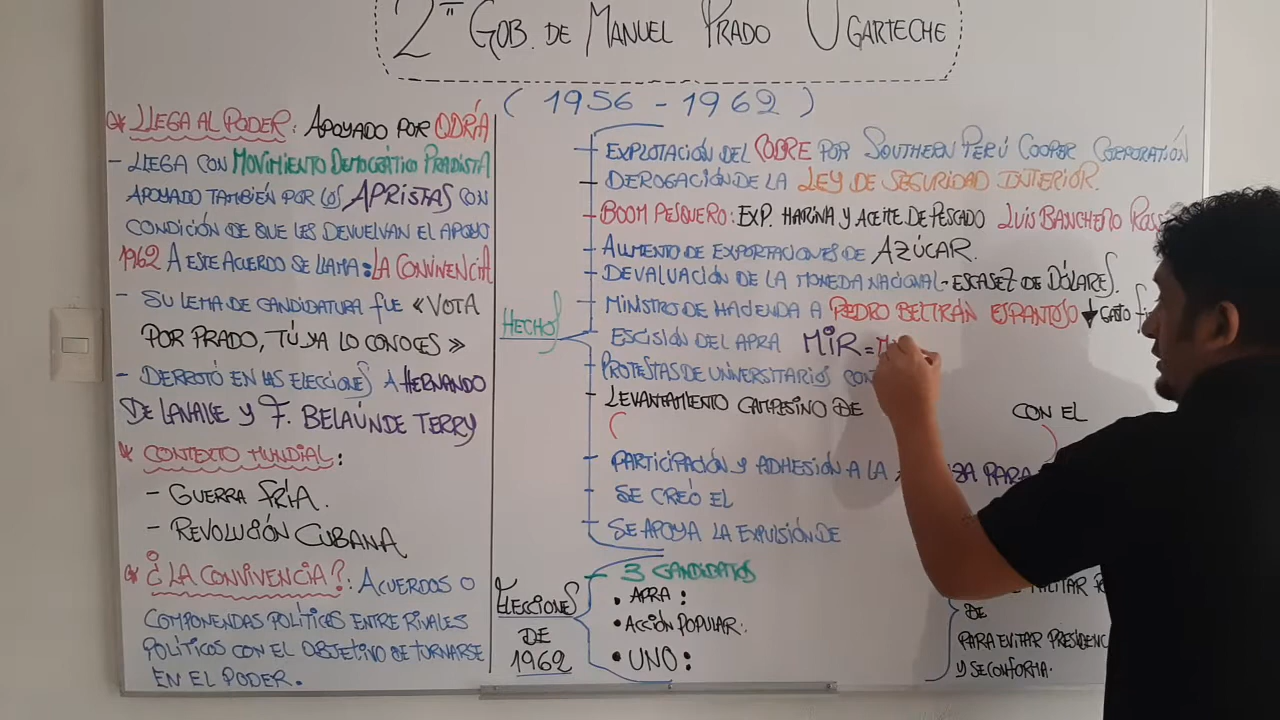 2do GOB. DE MANUEL PRADO UGARTECHE
( 1956 - 1962 )
* LLEGA AL PODER: APOYADO POR ODRÍA
- LLEGA CON MOVIMIENTO DEMOCRÁTICO PRADISTA
APOYADO TAMBIÉN POR LOS APRISTAS CON
CONDICIÓN DE QUE LES DEVUELVAN EL APOYO
1962 A ESTE ACUERDO SE LLAMA: LA CONVIVENCIA
- SU LEMA DE CANDIDATURA FUE «VOTA
POR PRADO, TÚ YA LO CONOCES»
- DERROTÓ EN LAS ELECCIONES A HERNANDO
DE LAVALLE Y F. BELAÚNDE TERRY
* CONTEXTO MUNDIAL:
- GUERRA FRÍA.
- REVOLUCIÓN CUBANA
* ¿LA CONVIVENCIA?: ACUERDOS O
COMPONENDAS POLÍTICAS ENTRE RIVALES
POLÍTICOS CON EL OBJETIVO DE TURNARSE
EN EL PODER.
HECHOS
- EXPLOTACIÓN DEL COBRE POR SOUTHERN PERÚ COOPER CORPORATIÓN
- DEROGACIÓN DE LA LEY DE SEGURIDAD INTERIOR.
- BOOM PESQUERO: EXP. HARINA Y ACEITE DE PESCADO LUIS BANCHERO
- AUMENTO DE EXPORTACIONES DE AZÚCAR.
- DEVALUACIÓN DE LA MONEDA NACIONAL - ESCASEZ DE DÓLARES.
- MINISTRO DE HACIENDA A PEDRO BELTRÁN ESPANTOSO ↓ GASTO
ESCISIÓN DEL APRA MIR =
- PROTESTAS DE UNIVERSITARIOS
- LEVANTAMIENTO CAMPESINO DE
CON EL
- PARTICIPACIÓN Y ADHESIÓN A LA PARA
- SE CREÓ EL
- SE APOYA LA EXPULSIÓN DE
ELECCIONES DE 1962
- 3 CANDIDATOS
• APRA:
• ACCIÓN POPULAR:
• UNO:
MILITAR
DE
PARA EVITAR
Y SE CONFORMA.